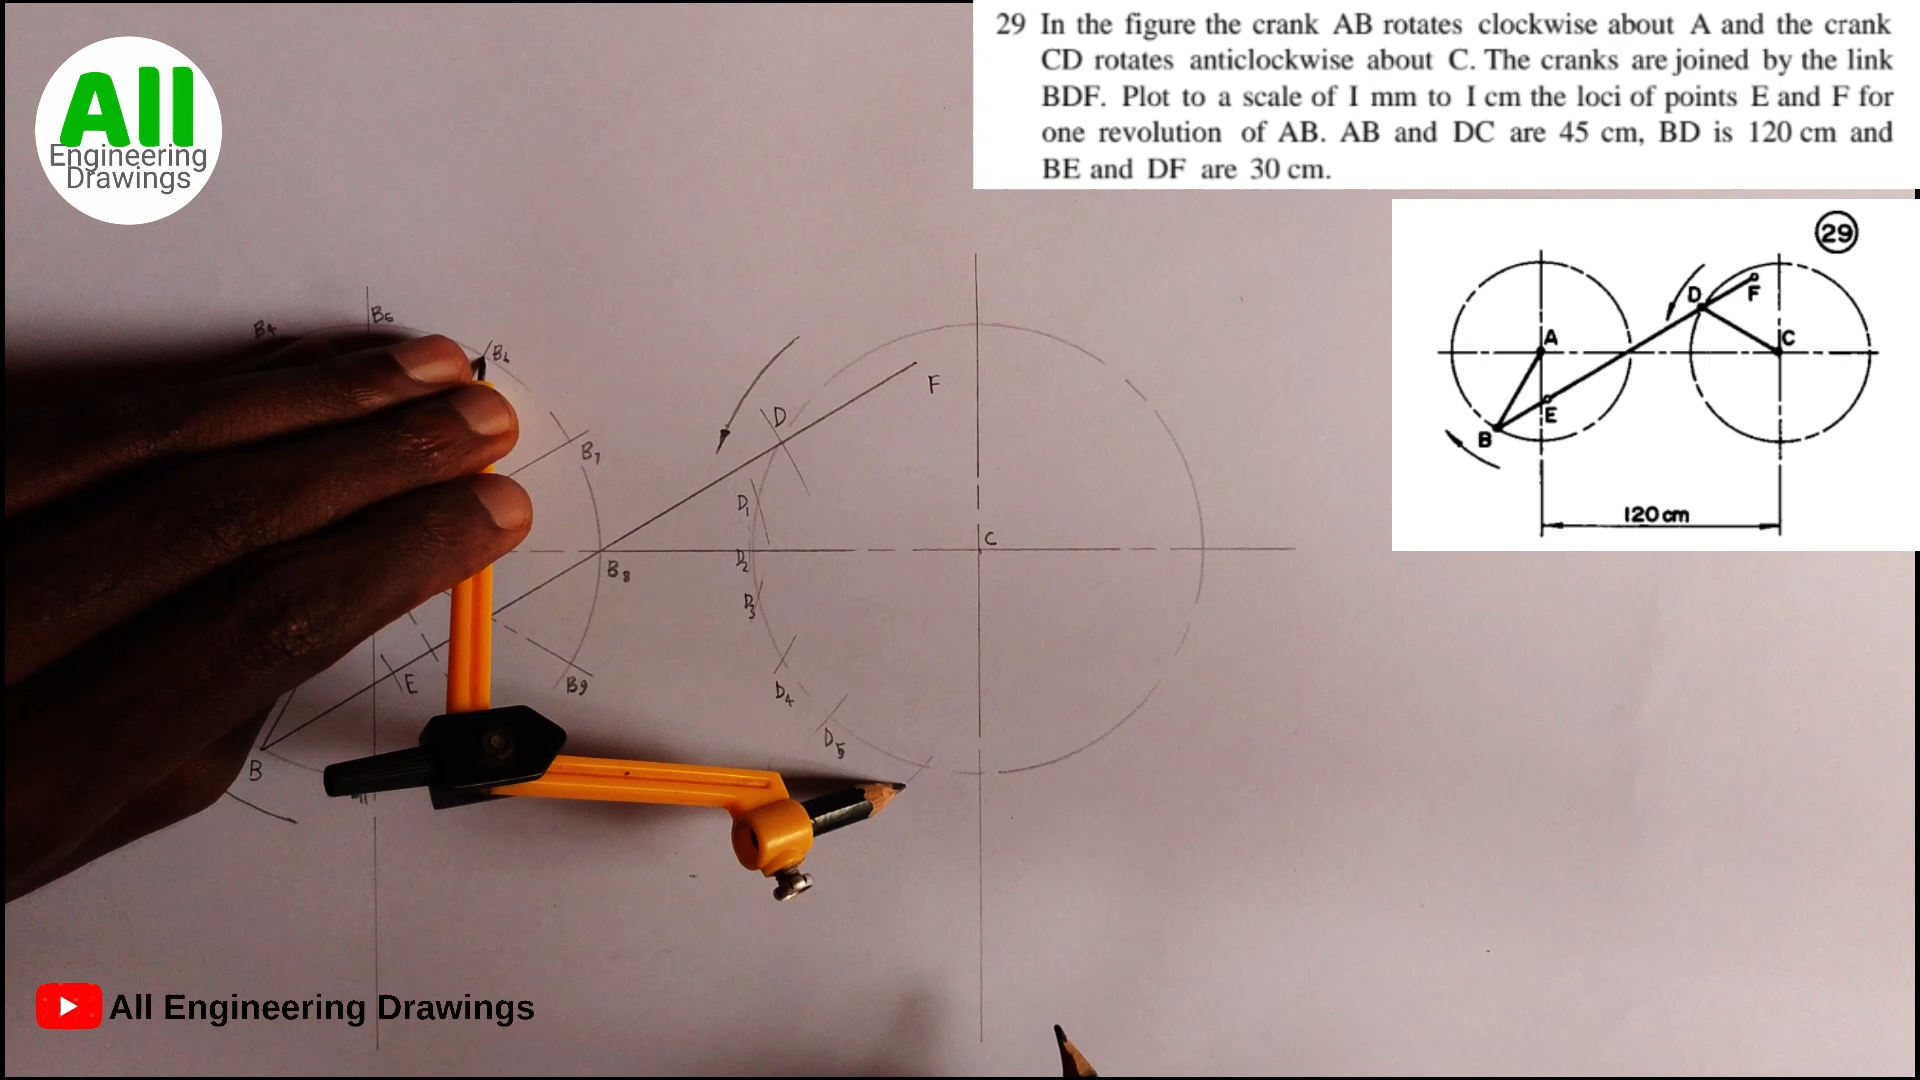 29 In the figure the crank AB rotates clockwise about A and the crank
CD rotates anticlockwise about C. The cranks are joined by the link
BDF. Plot to a scale of I mm to I cm the loci of points E and F for
one revolution of AB. AB and DC are 45 cm, BD is 120 cm and
BE and DF are 30 cm.
All
Engineering
Drawings
29
D
F
A
C
E
B
120 cm
B6
B4
B7
B8
B9
B
E
D
F
D1
D2
D3
D4
D5
C
All Engineering Drawings